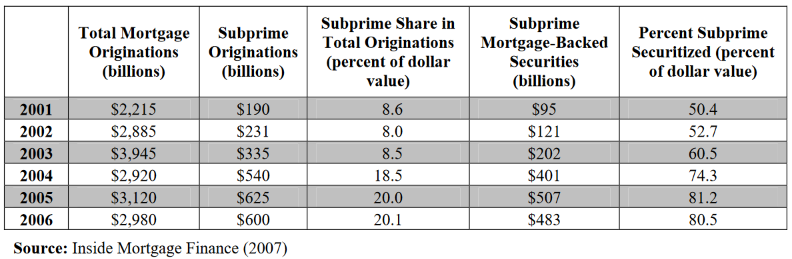 Total Mortgage Originations (billions) Subprime Originations (billions) Subprime Share in Total Originations (percent of dollar value) Subprime Mortgage-Backed Securities (billions) Percent Subprime Securitized (percent of dollar value)
2001 $2,215 $190 8.6 $95 50.4
2002 $2,885 $231 8.0 $121 52.7
2003 $3,945 $335 8.5 $202 60.5
2004 $2,920 $540 18.5 $401 74.3
2005 $3,120 $625 20.0 $507 81.2
2006 $2,980 $600 20.1 $483 80.5
Source: Inside Mortgage Finance (2007)